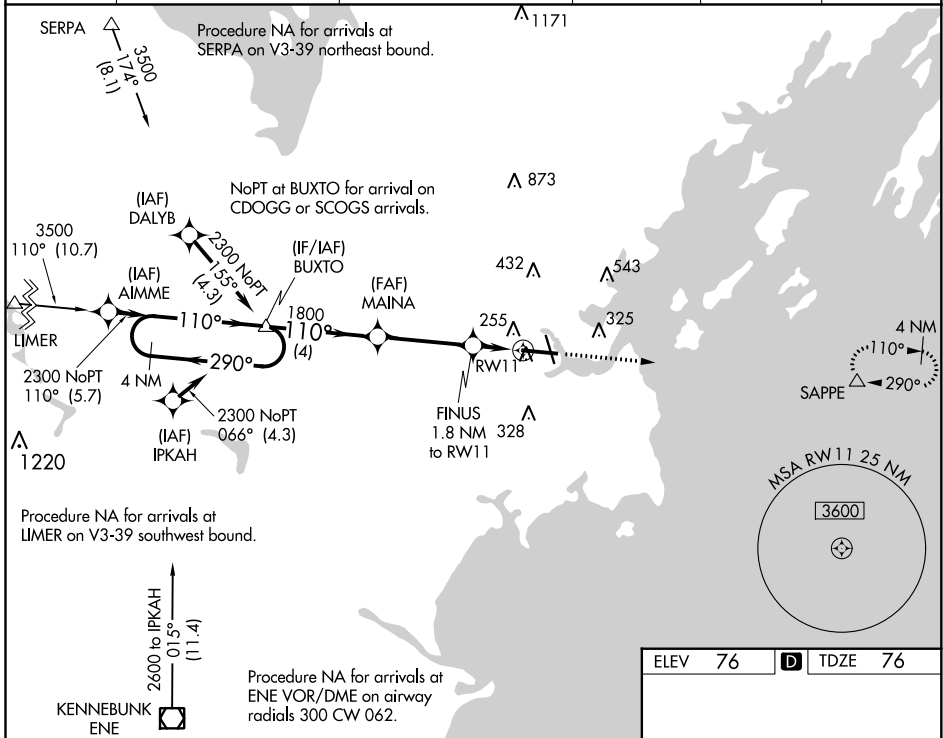 SERPA
Procedure NA for arrivals at
SERPA on V3-39 northeast bound.
1171
3500
174°
(8.1)
873
NoPT at BUXTO for arrival on
CDOGG or SCOGS arrivals.
(IAF)
DALYB
2300 NoPT
155°
(4.3)
3500
110° (10.7)
(IAF)
AIMME
(IF/IAF)
BUXTO
(FAF)
MAINA
432
543
LIMER
110°
1800
110°
(4)
255
325
RW11
4 NM
110°
290°
SAPPE
2300 NoPT
110° (5.7)
4 NM
290°
2300 NoPT
066° (4.3)
(IAF)
IPKAH
FINUS
1.8 NM
to RW11
328
1220
MSA RW11 25 NM
3600
Procedure NA for arrivals at
LIMER on V3-39 southwest bound.
2600 to IPKAH
015°
(11.4)
KENNEBUNK
ENE
Procedure NA for arrivals at
ENE VOR/DME on airway
radials 300 CW 062.
ELEV 76 D TDZE 76